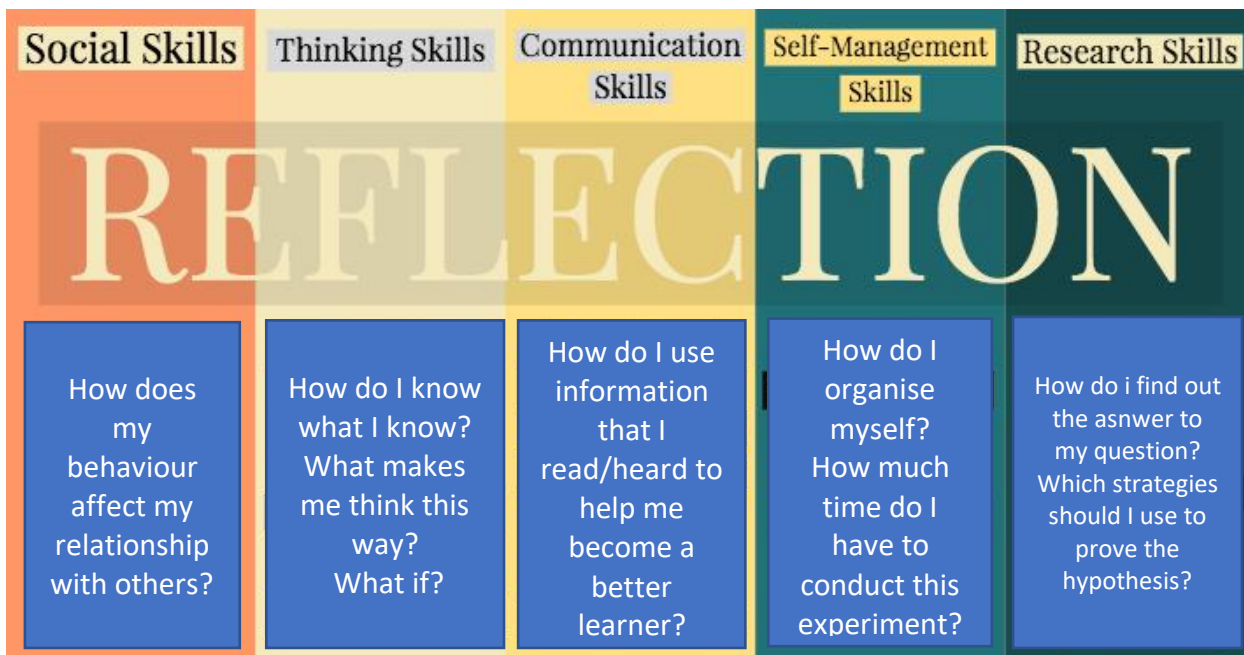 Social Skills
Thinking Skills
Communication
Skills
Self-Management
Skills
Research Skills
REFLECTION
How does
my
behaviour
affect my
relationship
with others?
How do I know
what I know?
What makes
me think this
way?
What if?
How do I use
information
that I
read/heard to
help me
become a
better
learner?
How do I
organise
myself?
How much
time do I
have to
conduct this
experiment?
How do i find out
the asnwer to
my question?
Which strategies
should I use to
prove the
hypothesis?